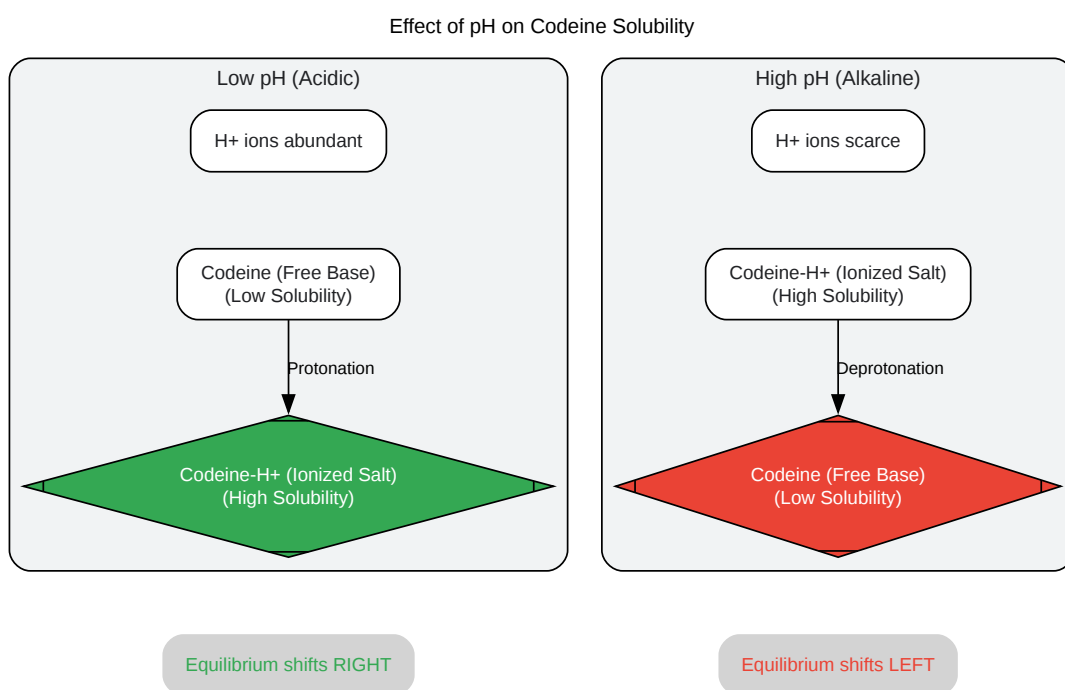 Effect of pH on Codeine Solubility
Low pH (Acidic)
H+ ions abundant
Codeine (Free Base)
(Low Solubility)
Protonation
Codeine-H+ (Ionized Salt)
(High Solubility)
Equilibrium shifts RIGHT
High pH (Alkaline)
H+ ions scarce
Codeine-H+ (Ionized Salt)
(High Solubility)
Deprotonation
Codeine (Free Base)
(Low Solubility)
Equilibrium shifts LEFT